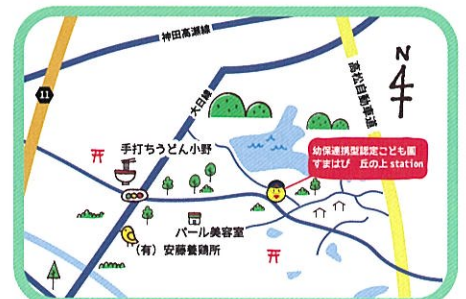 神田高瀬線
N
11
大日線
高松自動車道
手打ちうどん小野
幼保連携型認定こども園
すまはぴ 丘の上 station
パール美容室
(有) 安藤養鶏所